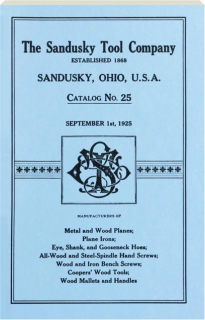 The Sandusky Tool Company
ESTABLISHED 1868
SANDUSKY, OHIO, U.S.A.
CATALOG No. 25
SEPTEMBER 1st, 1925
MANUFACTURERS OF
Metal and Wood Planes;
Plane Irons;
Eye, Shank, and Gooseneck Hoes;
All-Wood and Steel-Spindle Hand Screws;
Wood and Iron Bench Screws;
Coopers' Wood Tools;
Wood Mallets and Handles